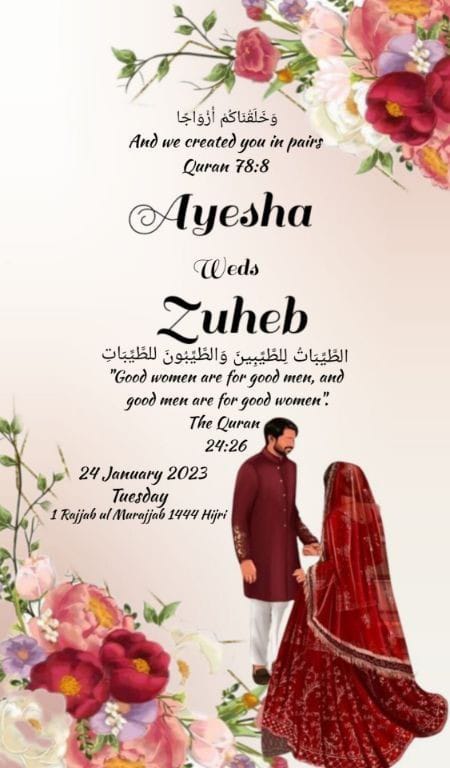 وَخَلَقْنَاكُمْ أَزْوَاجًا
And we created you in pairs
Quran 78:8
Ayesha
Weds
Zuheb
الطَّيِّبَاتُ لِلطَّيِّبِينَ وَالطَّيِّبُونَ لِلطَّيِّبَاتِ
"Good women are for good men, and
good men are for good women".
The Quran
24:26
24 January 2023
Tuesday
1 Rajjab ul Murajjab 1444 Hijri